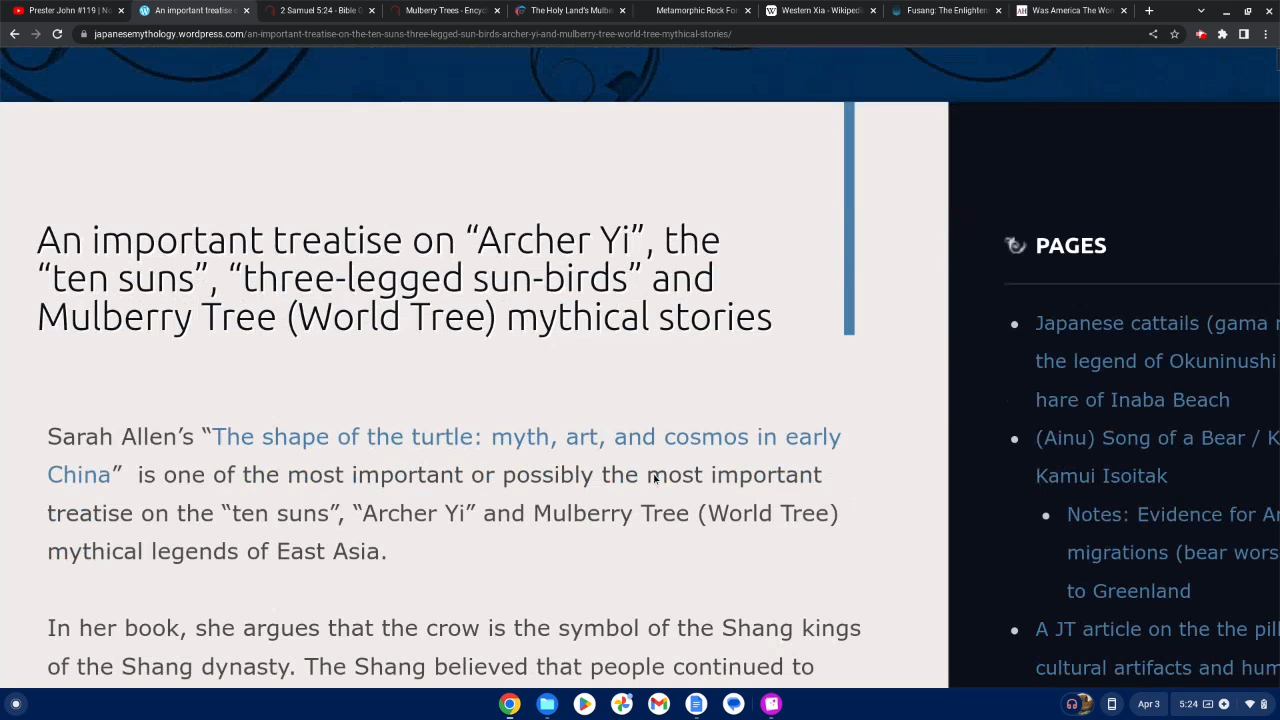 Prester John #119 | No
An important treatise o
2 Samuel 5:24 - Bible G
Mulberry Trees - Encyc
The Holy Land's Mulbe
Metamorphic Rock For
Western Xia - Wikipedi
Fusang: The Enlighten
Was America The Won
japanesemythology.wordpress.com/an-important-treatise-on-the-ten-suns-three-legged-sun-birds-archer-yi-and-mulberry-tree-world-tree-mythical-stories/
An important treatise on “Archer Yi”, the
“ten suns”, “three-legged sun-birds” and
Mulberry Tree (World Tree) mythical stories
Sarah Allen’s “The shape of the turtle: myth, art, and cosmos in early
China” is one of the most important or possibly the most important
treatise on the “ten suns”, “Archer Yi” and Mulberry Tree (World Tree)
mythical legends of East Asia.
In her book, she argues that the crow is the symbol of the Shang kings
of the Shang dynasty. The Shang believed that people continued to
PAGES
Japanese cattails (gama
the legend of Okuninushi
hare of Inaba Beach
(Ainu) Song of a Bear / K
Kamui Isoitak
Notes: Evidence for A
migrations (bear wors
to Greenland
A JT article on the the pil
cultural artifacts and hum
Apr 3
5:24